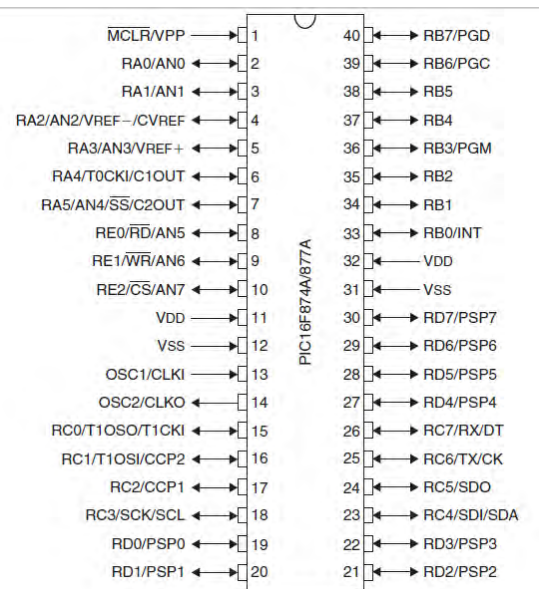 M̅C̅L̅R̅/VPP 1 40 RB7/PGD
RA0/AN0 2 39 RB6/PGC
RA1/AN1 3 38 RB5
RA2/AN2/VREF−/CVREF 4 37 RB4
RA3/AN3/VREF+ 5 36 RB3/PGM
RA4/T0CKI/C1OUT 6 35 RB2
RA5/AN4/S̅S̅/C2OUT 7 34 RB1
RE0/R̅D̅/AN5 8 33 RB0/INT
RE1/W̅R̅/AN6 9 32 VDD
RE2/C̅S̅/AN7 10 31 VSS
VDD 11 30 RD7/PSP7
VSS 12 29 RD6/PSP6
OSC1/CLKI 13 28 RD5/PSP5
OSC2/CLKO 14 27 RD4/PSP4
RC0/T1OSO/T1CKI 15 26 RC7/RX/DT
RC1/T1OSI/CCP2 16 25 RC6/TX/CK
RC2/CCP1 17 24 RC5/SDO
RC3/SCK/SCL 18 23 RC4/SDI/SDA
RD0/PSP0 19 22 RD3/PSP3
RD1/PSP1 20 21 RD2/PSP2
PIC16F874A/877A